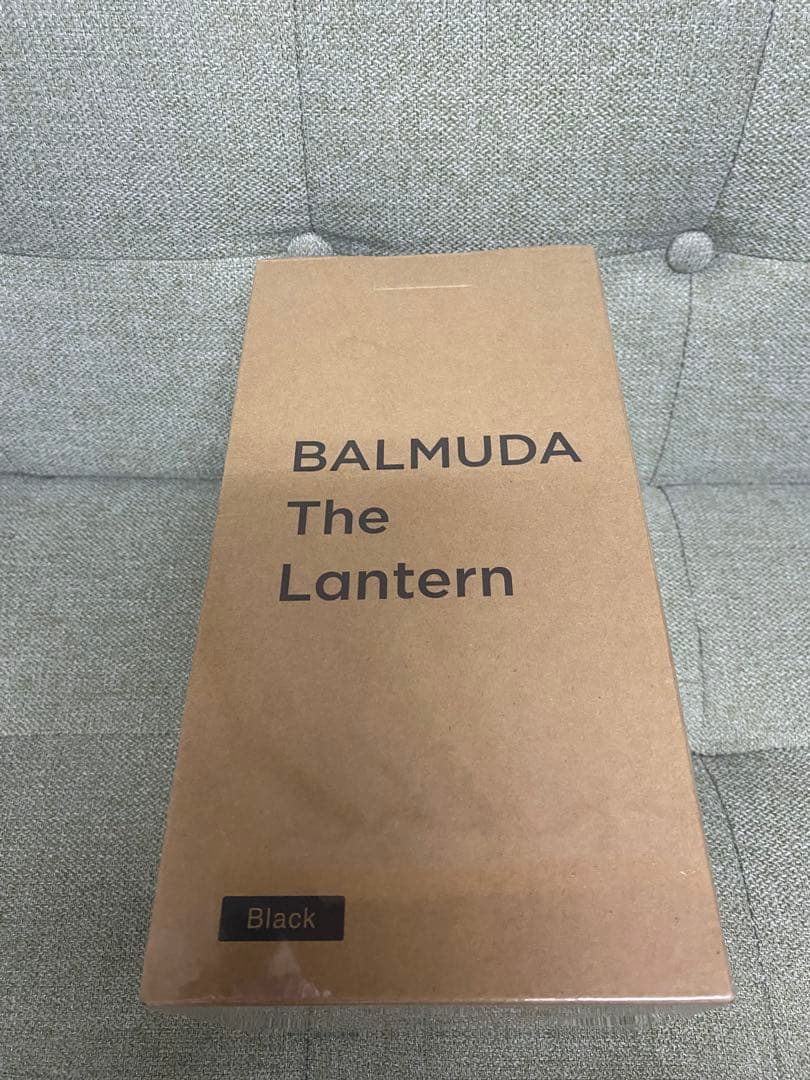 BALMUDA
The
Lantern
Black